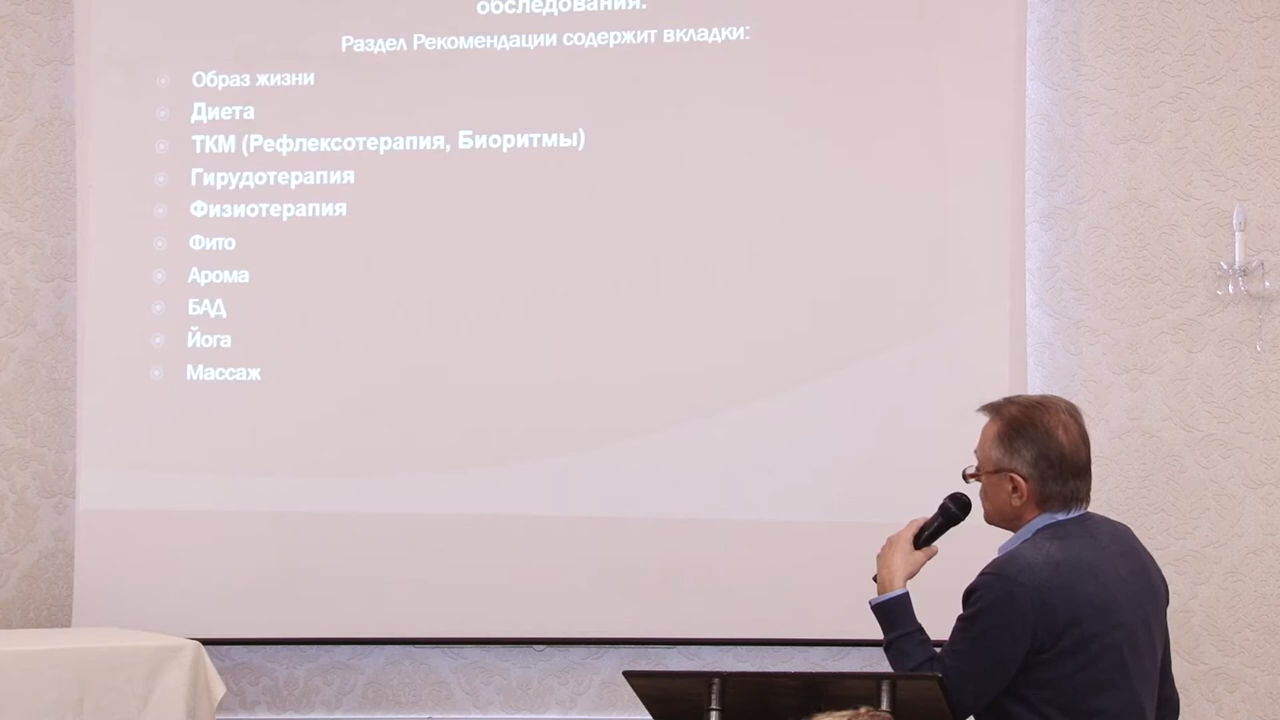 обследования.
Раздел Рекомендации содержит вкладки:
Образ жизни
Диета
ТКМ (Рефлексотерапия, Биоритмы)
Гирудотерапия
Физиотерапия
Фито
Арома
БАД
Йога
Массаж